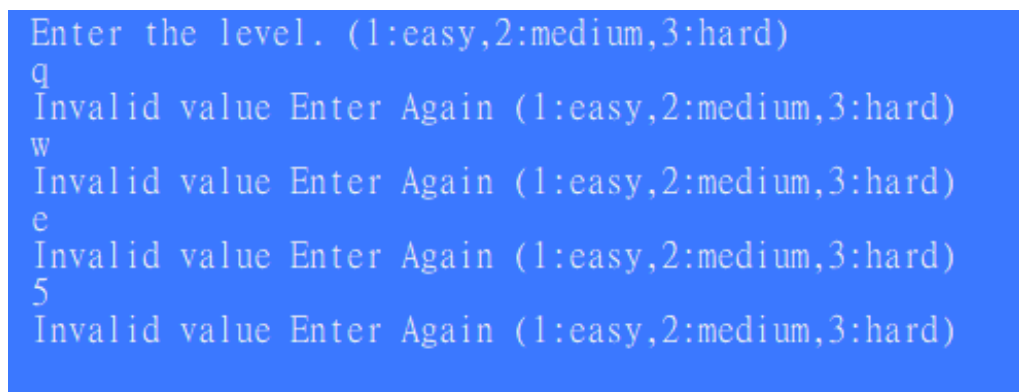 Enter the level. (1:easy,2:medium,3:hard)
q
Invalid value Enter Again (1:easy,2:medium,3:hard)
w
Invalid value Enter Again (1:easy,2:medium,3:hard)
e
Invalid value Enter Again (1:easy,2:medium,3:hard)
5
Invalid value Enter Again (1:easy,2:medium,3:hard)